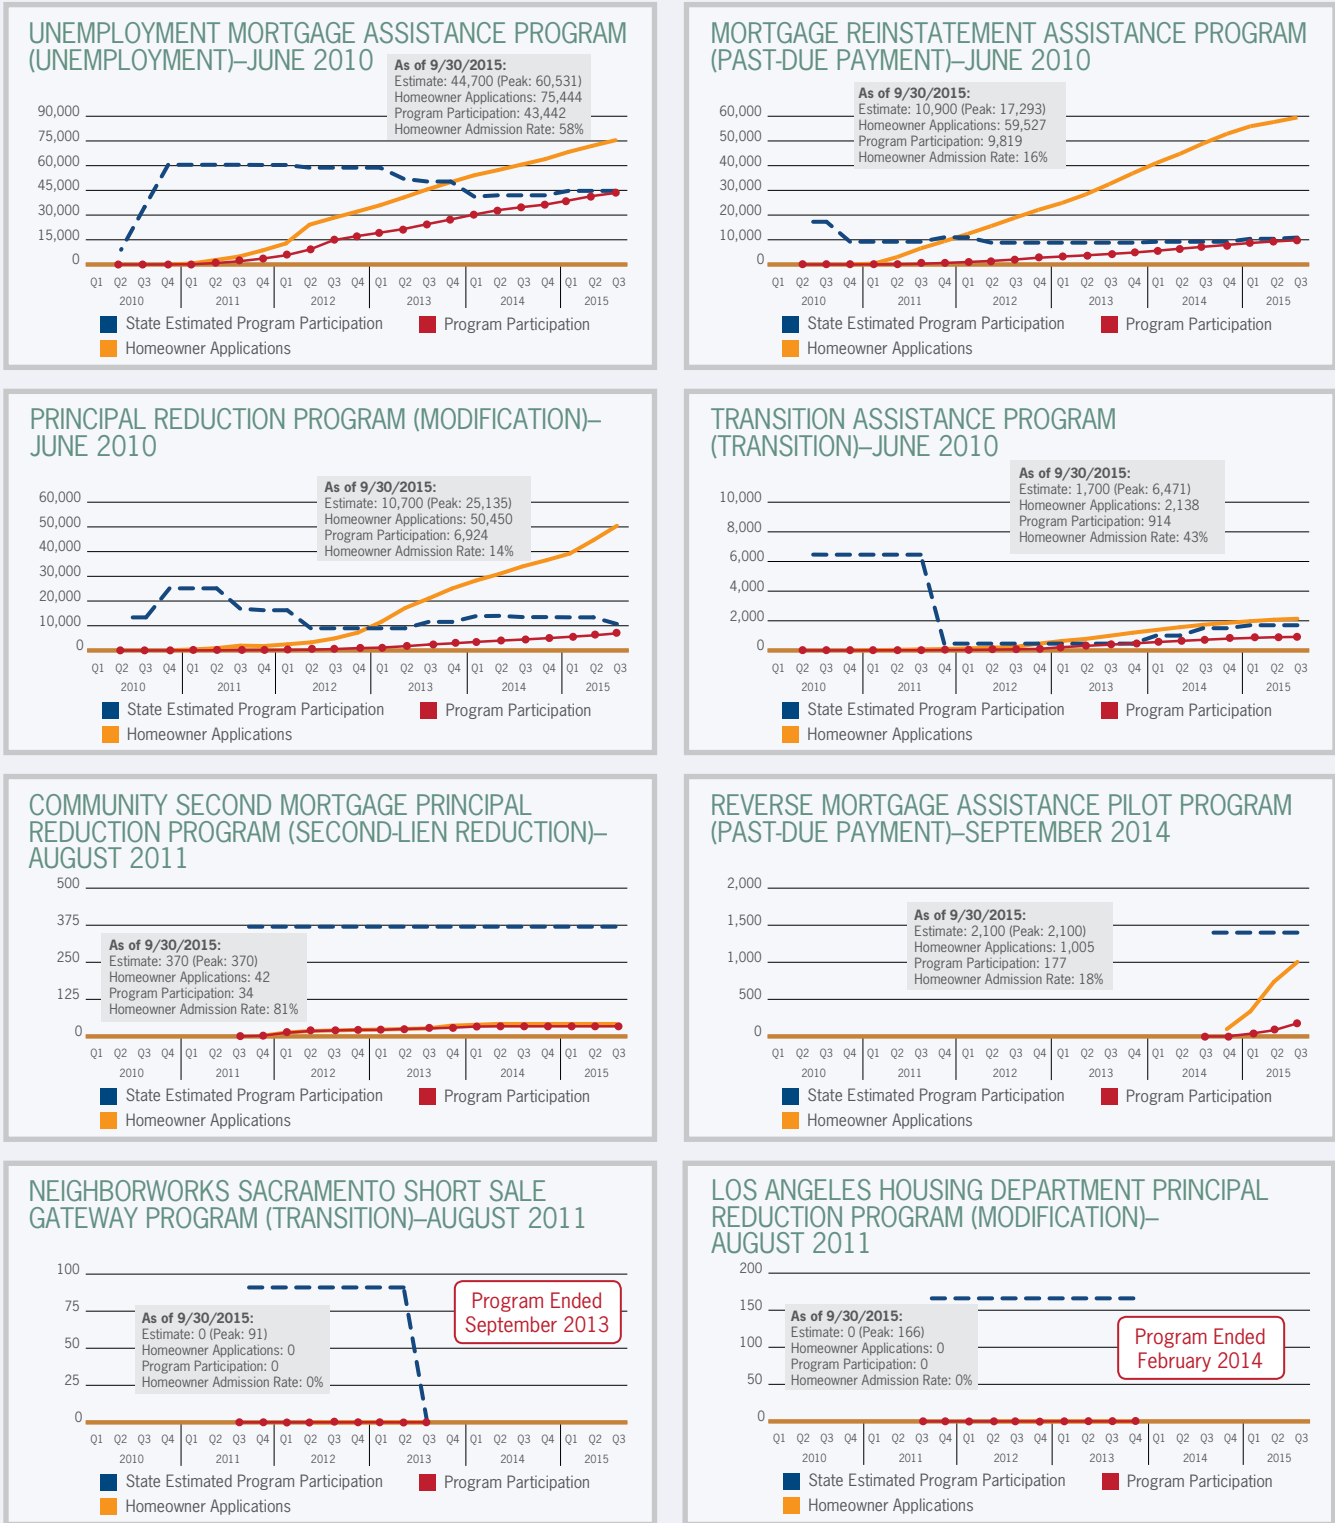 UNEMPLOYMENT MORTGAGE ASSISTANCE PROGRAM
(UNEMPLOYMENT)–JUNE 2010
As of 9/30/2015:
Estimate: 44,700 (Peak: 60,531)
Homeowner Applications: 75,444
Program Participation: 43,442
Homeowner Admission Rate: 58%
90,000
75,000
60,000
45,000
30,000
15,000
0
Q1 Q2 Q3 Q4 Q1 Q2 Q3 Q4 Q1 Q2 Q3 Q4 Q1 Q2 Q3 Q4 Q1 Q2 Q3 Q4 Q1 Q2 Q3
2010 2011 2012 2013 2014 2015
State Estimated Program Participation Program Participation
Homeowner Applications
MORTGAGE REINSTATEMENT ASSISTANCE PROGRAM
(PAST-DUE PAYMENT)–JUNE 2010
As of 9/30/2015:
Estimate: 10,900 (Peak: 17,293)
Homeowner Applications: 59,527
Program Participation: 9,819
Homeowner Admission Rate: 16%
60,000
50,000
40,000
30,000
20,000
10,000
0
Q1 Q2 Q3 Q4 Q1 Q2 Q3 Q4 Q1 Q2 Q3 Q4 Q1 Q2 Q3 Q4 Q1 Q2 Q3 Q4 Q1 Q2 Q3
2010 2011 2012 2013 2014 2015
State Estimated Program Participation Program Participation
Homeowner Applications
PRINCIPAL REDUCTION PROGRAM (MODIFICATION)–
JUNE 2010
As of 9/30/2015:
Estimate: 10,700 (Peak: 25,135)
Homeowner Applications: 50,450
Program Participation: 6,924
Homeowner Admission Rate: 14%
60,000
50,000
40,000
30,000
20,000
10,000
0
Q1 Q2 Q3 Q4 Q1 Q2 Q3 Q4 Q1 Q2 Q3 Q4 Q1 Q2 Q3 Q4 Q1 Q2 Q3 Q4 Q1 Q2 Q3
2010 2011 2012 2013 2014 2015
State Estimated Program Participation Program Participation
Homeowner Applications
TRANSITION ASSISTANCE PROGRAM
(TRANSITION)–JUNE 2010
As of 9/30/2015:
Estimate: 1,700 (Peak: 6,471)
Homeowner Applications: 2,138
Program Participation: 914
Homeowner Admission Rate: 43%
10,000
8,000
6,000
4,000
2,000
0
Q1 Q2 Q3 Q4 Q1 Q2 Q3 Q4 Q1 Q2 Q3 Q4 Q1 Q2 Q3 Q4 Q1 Q2 Q3 Q4 Q1 Q2 Q3
2010 2011 2012 2013 2014 2015
State Estimated Program Participation Program Participation
Homeowner Applications
COMMUNITY SECOND MORTGAGE PRINCIPAL
REDUCTION PROGRAM (SECOND-LIEN REDUCTION)–
AUGUST 2011
500
375
250
125
0
As of 9/30/2015:
Estimate: 370 (Peak: 370)
Homeowner Applications: 42
Program Participation: 34
Homeowner Admission Rate: 81%
Q1 Q2 Q3 Q4 Q1 Q2 Q3 Q4 Q1 Q2 Q3 Q4 Q1 Q2 Q3 Q4 Q1 Q2 Q3 Q4 Q1 Q2 Q3
2010 2011 2012 2013 2014 2015
State Estimated Program Participation Program Participation
Homeowner Applications
REVERSE MORTGAGE ASSISTANCE PILOT PROGRAM
(PAST-DUE PAYMENT)–SEPTEMBER 2014
2,000
1,500
1,000
500
0
As of 9/30/2015:
Estimate: 2,100 (Peak: 2,100)
Homeowner Applications: 1,005
Program Participation: 177
Homeowner Admission Rate: 18%
Q1 Q2 Q3 Q4 Q1 Q2 Q3 Q4 Q1 Q2 Q3 Q4 Q1 Q2 Q3 Q4 Q1 Q2 Q3 Q4 Q1 Q2 Q3
2010 2011 2012 2013 2014 2015
State Estimated Program Participation Program Participation
Homeowner Applications
NEIGHBORWORKS SACRAMENTO SHORT SALE
GATEWAY PROGRAM (TRANSITION)–AUGUST 2011
100
75
50
25
0
As of 9/30/2015:
Estimate: 0 (Peak: 91)
Homeowner Applications: 0
Program Participation: 0
Homeowner Admission Rate: 0%
Program Ended
September 2013
Q1 Q2 Q3 Q4 Q1 Q2 Q3 Q4 Q1 Q2 Q3 Q4 Q1 Q2 Q3 Q4 Q1 Q2 Q3 Q4 Q1 Q2 Q3
2010 2011 2012 2013 2014 2015
State Estimated Program Participation Program Participation
Homeowner Applications
LOS ANGELES HOUSING DEPARTMENT PRINCIPAL
REDUCTION PROGRAM (MODIFICATION)–
AUGUST 2011
200
150
100
50
0
As of 9/30/2015:
Estimate: 0 (Peak: 166)
Homeowner Applications: 0
Program Participation: 0
Homeowner Admission Rate: 0%
Program Ended
February 2014
Q1 Q2 Q3 Q4 Q1 Q2 Q3 Q4 Q1 Q2 Q3 Q4 Q1 Q2 Q3 Q4 Q1 Q2 Q3 Q4 Q1 Q2 Q3
2010 2011 2012 2013 2014 2015
State Estimated Program Participation Program Participation
Homeowner Applications